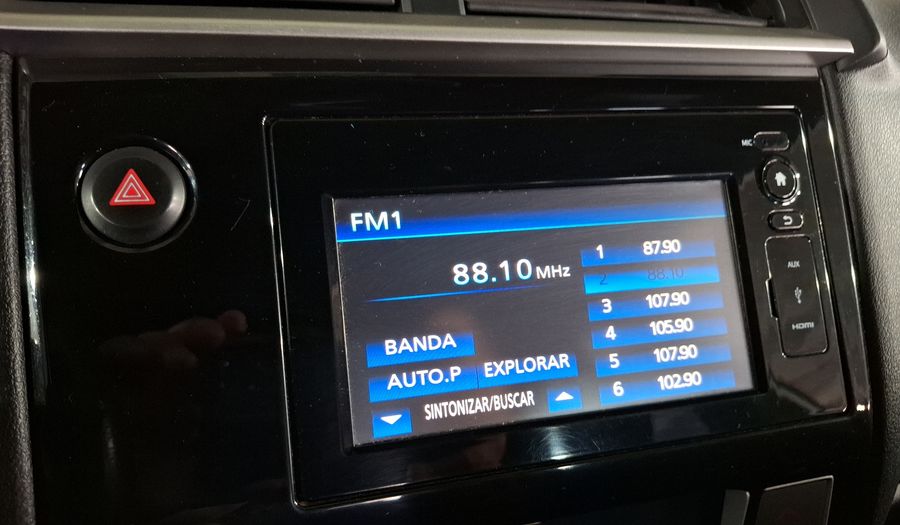 MIC
FM1
88.10 MHz
1 87.90
2 88.10
3 107.90
4 105.90
5 107.90
6 102.90
BANDA
AUTO.P
EXPLORAR
SINTONIZAR/BUSCAR
AUX
HDMI